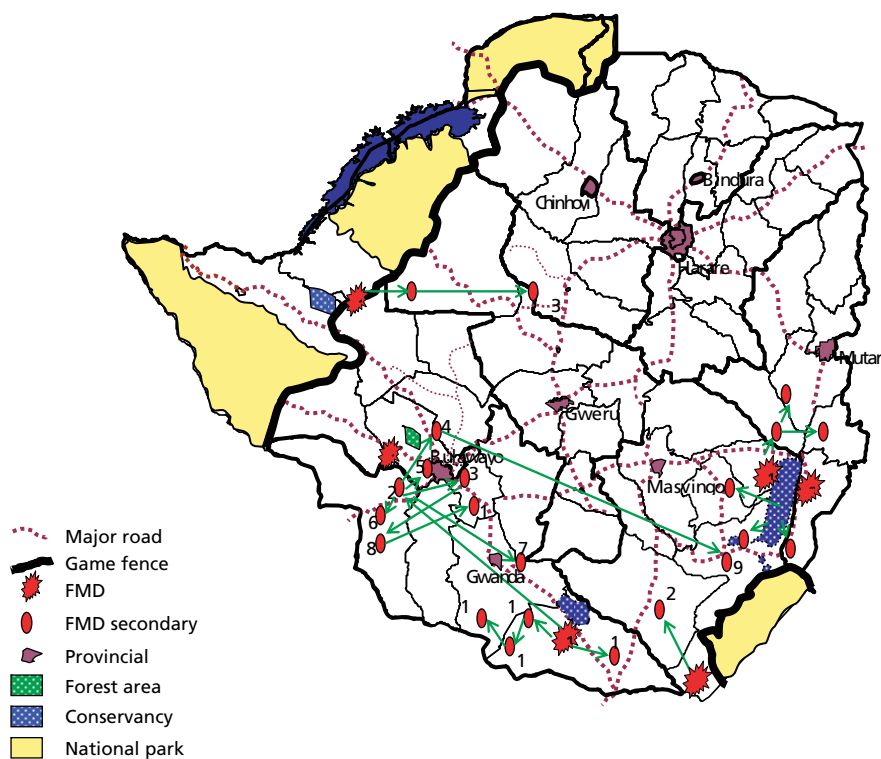 Bindura
Chinhoyi
Harare
3
Mutar
Gweru
4
Bulawayo
5
3
Masvingo
2
1
6
8
7
9
Gwanda
2
1
1
1
1
1
Major road
Game fence
FMD
FMD secondary
Provincial
Forest area
Conservancy
National park